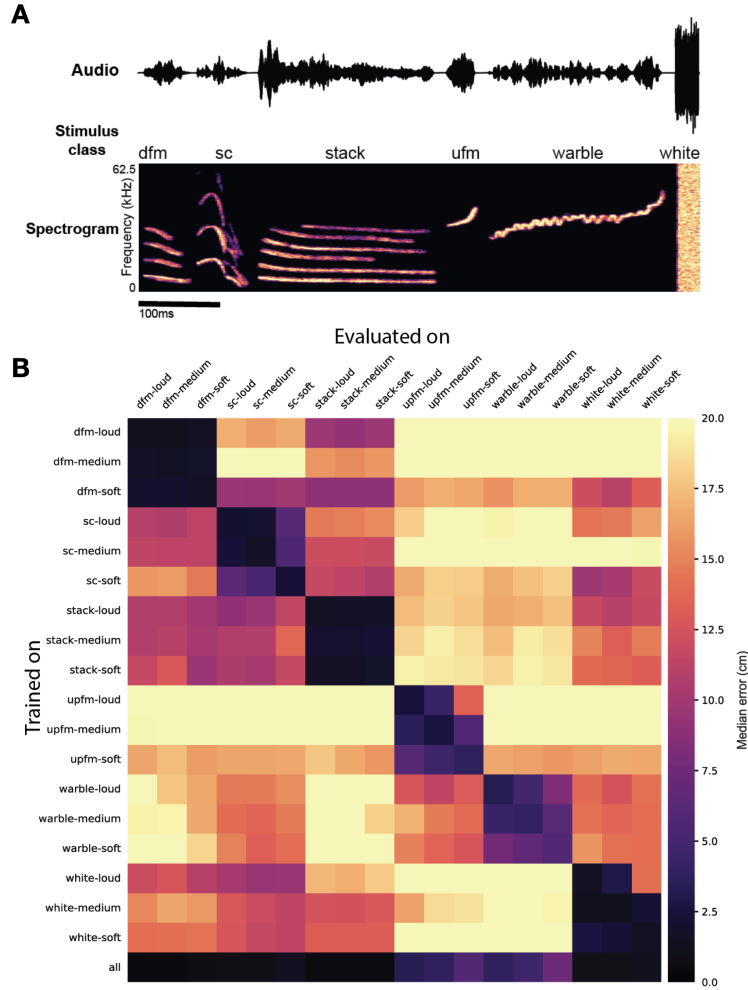 A
Audio
Stimulus
class
dfm sc stack ufm warble white
62.5
Frequency (kHz)
Spectrogram
0
100ms
Evaluated on
B
dfm-loud
dfm-medium
dfm-soft
sc-loud
sc-medium
sc-soft
stack-loud
stack-medium
stack-soft
upfm-loud
upfm-medium
upfm-soft
warble-loud
warble-medium
warble-soft
white-loud
white-medium
white-soft
Trained on
dfm-loud
dfm-medium
dfm-soft
sc-loud
sc-medium
sc-soft
stack-loud
stack-medium
stack-soft
upfm-loud
upfm-medium
upfm-soft
warble-loud
warble-medium
warble-soft
white-loud
white-medium
white-soft
all
20.0
17.5
15.0
12.5
10.0
7.5
5.0
2.5
0.0
Median error (cm)